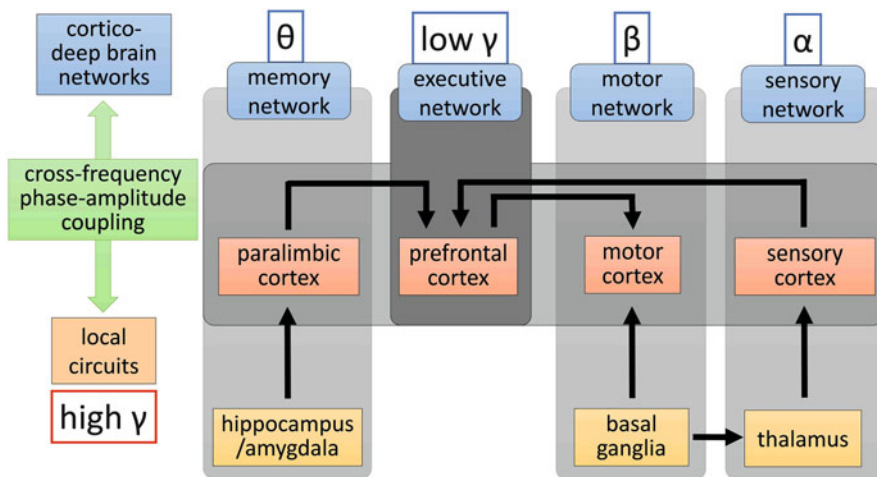 cortico-
deep brain
networks
θ
low γ
β
α
memory
network
executive
network
motor
network
sensory
network
cross-frequency
phase-amplitude
coupling
paralimbic
cortex
prefrontal
cortex
motor
cortex
sensory
cortex
local
circuits
high γ
hippocampus
/amygdala
basal
ganglia
thalamus